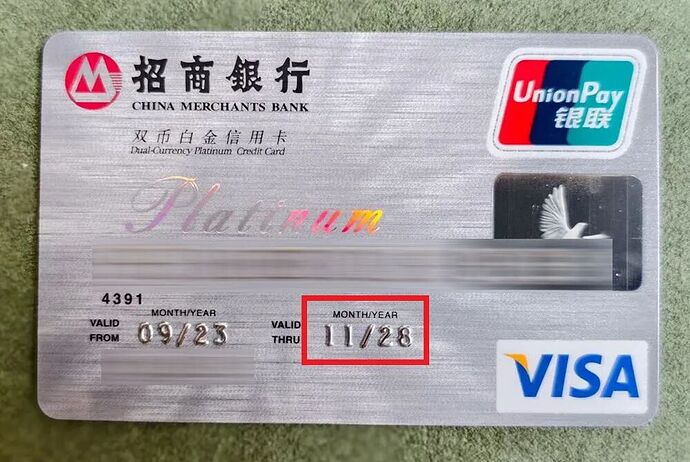 招商銀行
CHINA MERCHANTS BANK
UnionPay
银联
双币白金信用卡
Dual-Currency Platinum Credit Card
Platinum
4391
MONTH/YEAR
VALID FROM 09/23
MONTH/YEAR
VALID THRU 11/28
VISA